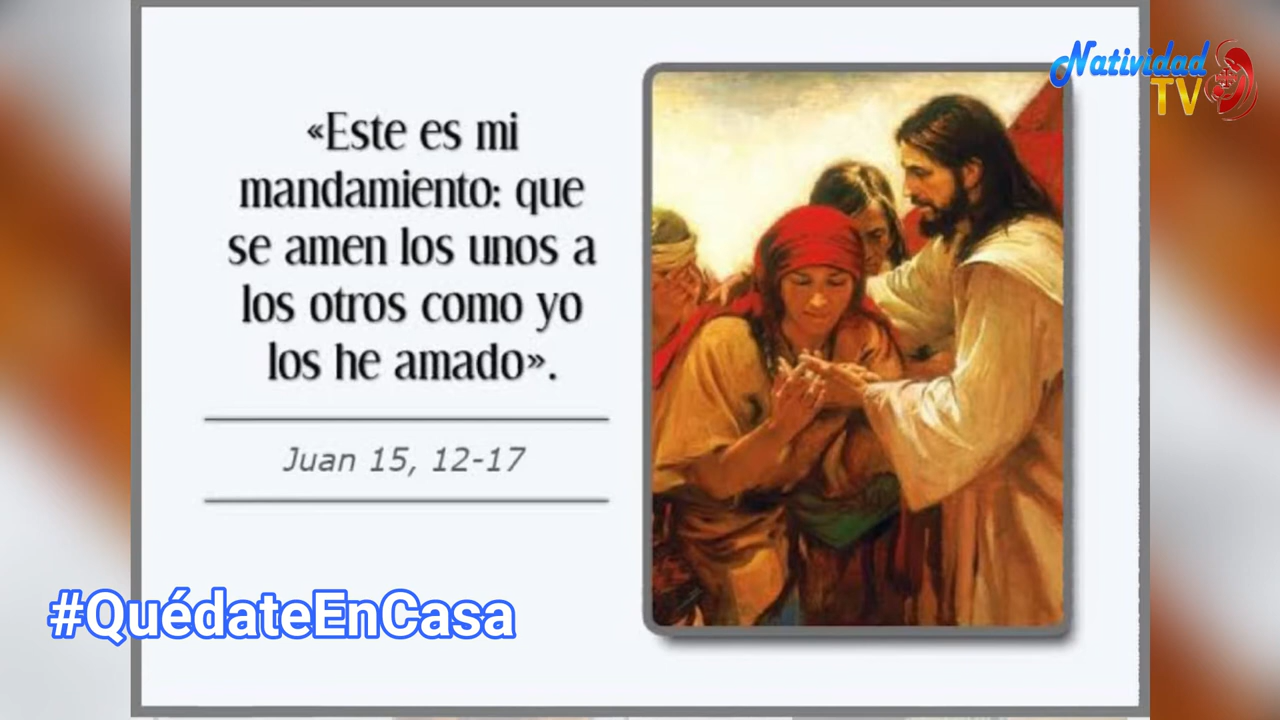 Natividad
TV
«Este es mi
mandamiento: que
se amen los unos a
los otros como yo
los he amado».
Juan 15, 12-17
#QuédateEnCasa